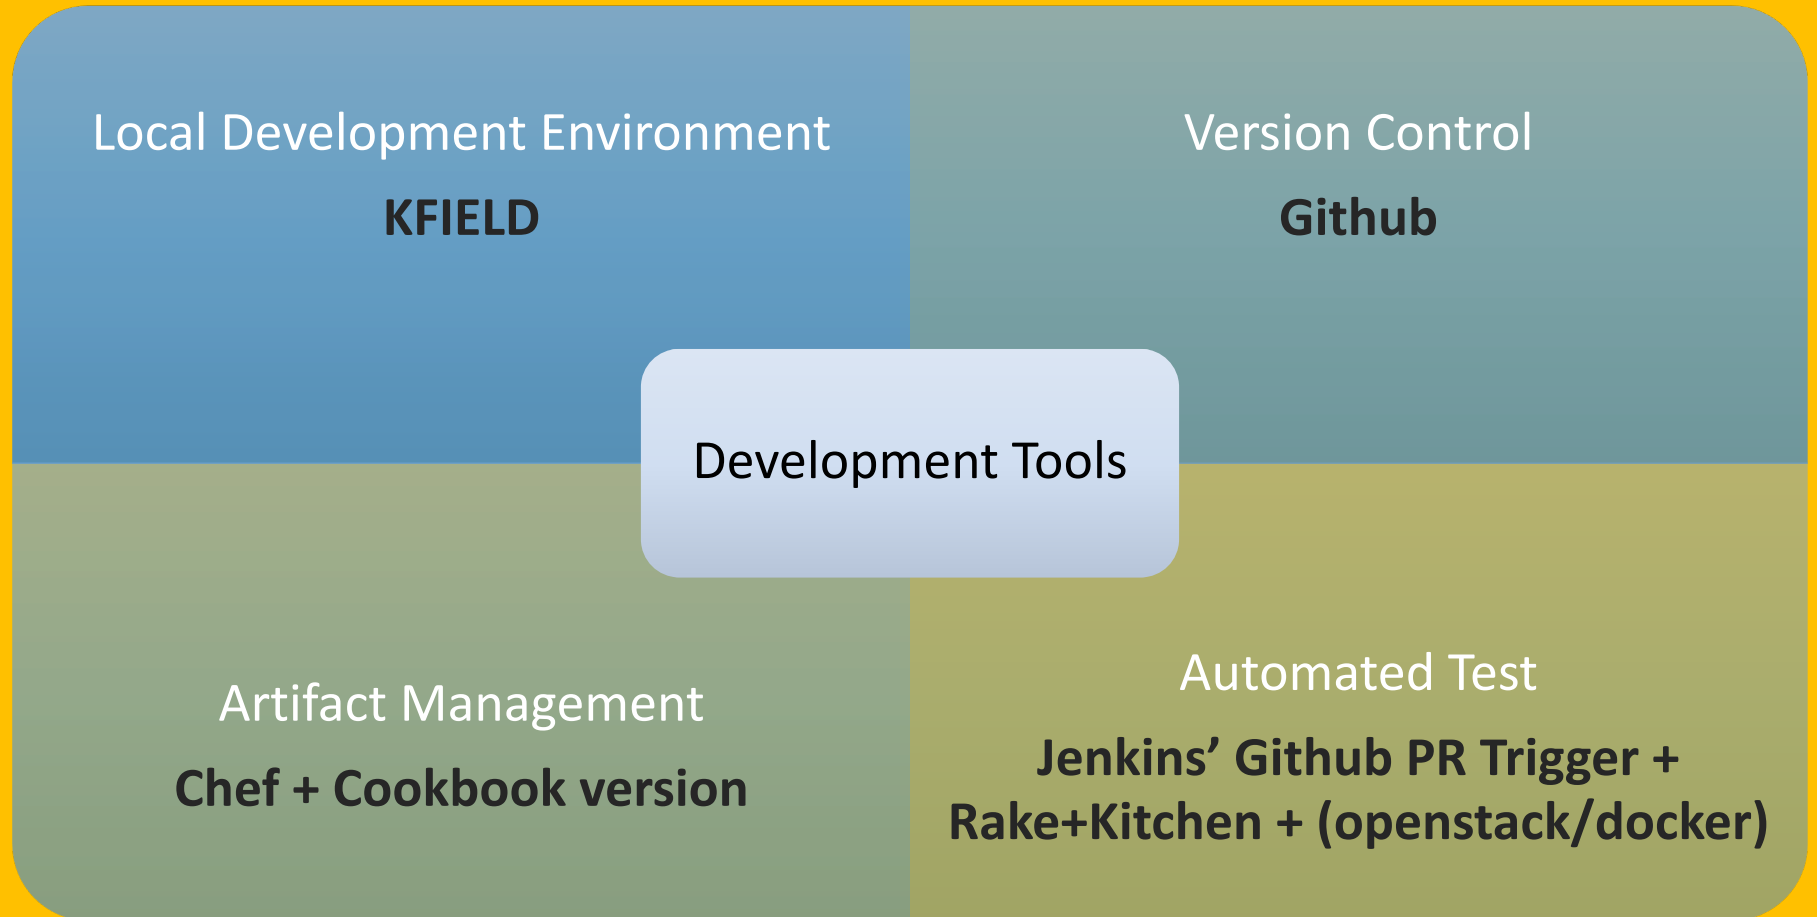 Local Development Environment
KFIELD
Version Control
Github
Development Tools
Artifact Management
Chef + Cookbook version
Automated Test
Jenkins’ Github PR Trigger +
Rake+Kitchen + (openstack/docker)